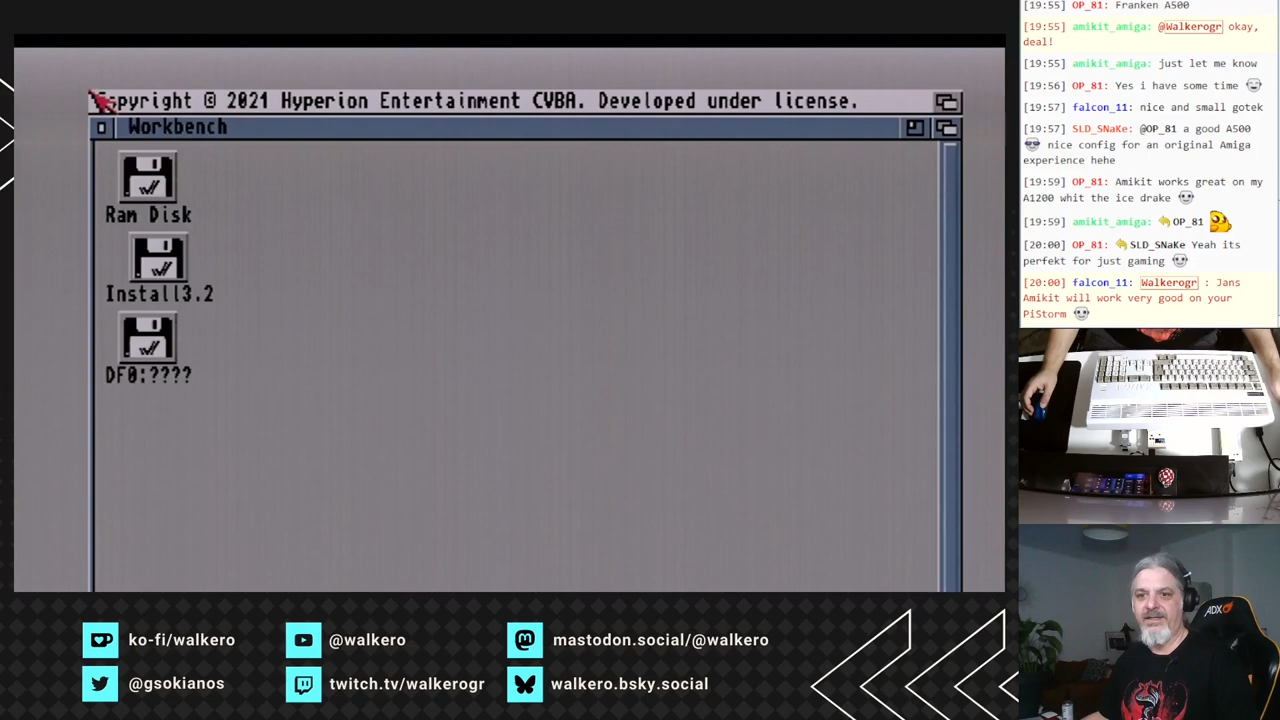 Copyright © 2021 Hyperion Entertainment CVBA. Developed under license.
Workbench
Ram Disk
Install3.2
DF0:????
[19:55] OP_81: Franken A500
[19:55] amikit_amiga: @Walkerogr okay,
deal!
[19:55] amikit_amiga: just let me know
[19:56] OP_81: Yes i have some time
[19:57] falcon_11: nice and small gotek
[19:57] SLD_SNaKe: @OP_81 a good A500
nice config for an original Amiga
experience hehe
[19:59] OP_81: Amikit works great on my
A1200 whit the ice drake
[19:59] amikit_amiga: OP_81
[20:00] OP_81: SLD_SNaKe Yeah its
perfekt for just gaming
[20:00] falcon_11: Walkerogr : Jans
Amikit will work very good on your
PiStorm
ADX
ko-fi/walkero
@walkero
mastodon.social/@walkero
@gsokianos
twitch.tv/walkerogr
walkero.bsky.social